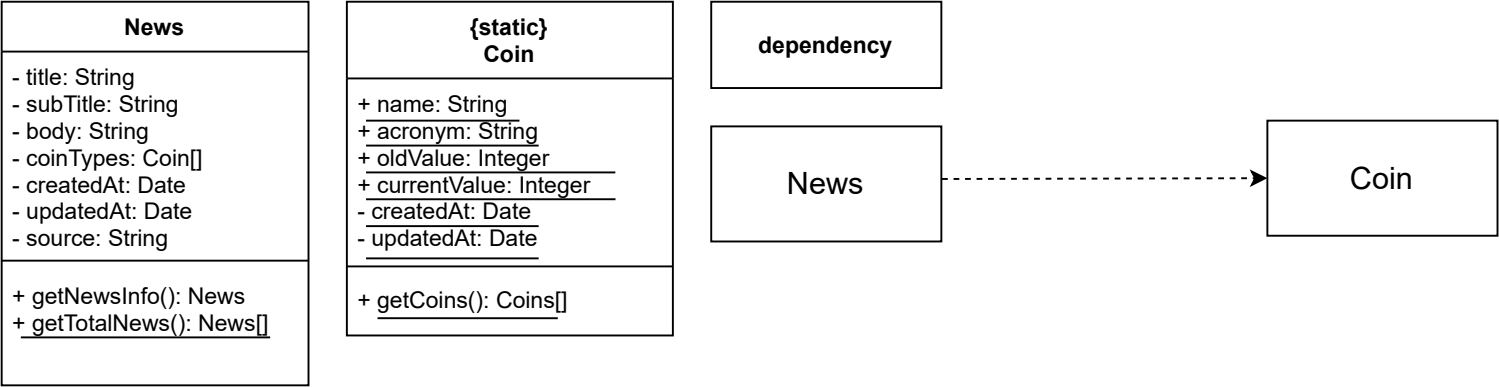 News
- title: String
- subTitle: String
- body: String
- coinTypes: Coin[]
- createdAt: Date
- updatedAt: Date
- source: String
+ getNewsInfo(): News
+ getTotalNews(): News[]
{static}
Coin
+ name: String
+ acronym: String
+ oldValue: Integer
+ currentValue: Integer
- createdAt: Date
- updatedAt: Date
+ getCoins(): Coins[]
dependency
News
Coin